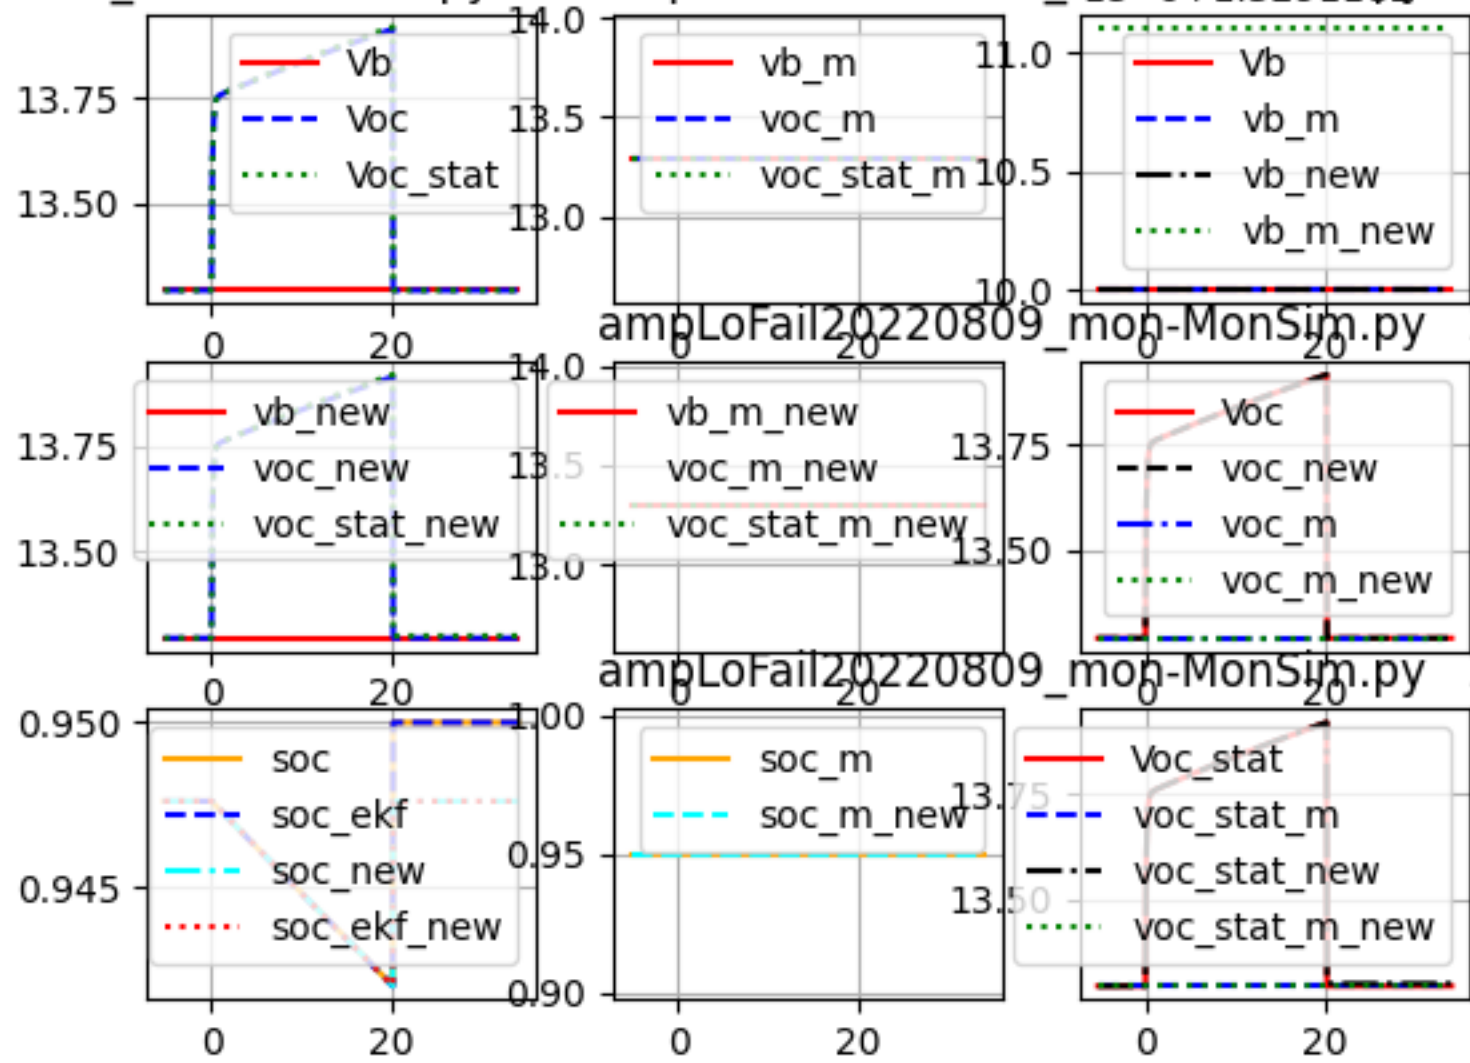 14.0
13.75
13.50
0
20
Vb
Voc
Voc_stat
13.5
13.0
0
20
vb_m
voc_m
voc_stat_m
11.0
10.5
10.0
0
20
Vb
vb_m
vb_new
vb_m_new
ampLoFail20220809_mon-MonSim.py
13.75
13.50
0
20
vb_new
voc_new
voc_stat_new
14.0
13.5
13.0
0
20
vb_m_new
voc_m_new
voc_stat_m_new
13.75
13.50
0
20
Voc
voc_new
voc_m
voc_m_new
ampLoFail20220809_mon-MonSim.py
0.950
0.945
0
20
soc
soc_ekf
soc_new
soc_ekf_new
1.00
0.95
0.90
0
20
soc_m
soc_m_new
13.75
13.50
0
20
Voc_stat
voc_stat_m
voc_stat_new
voc_stat_m_new